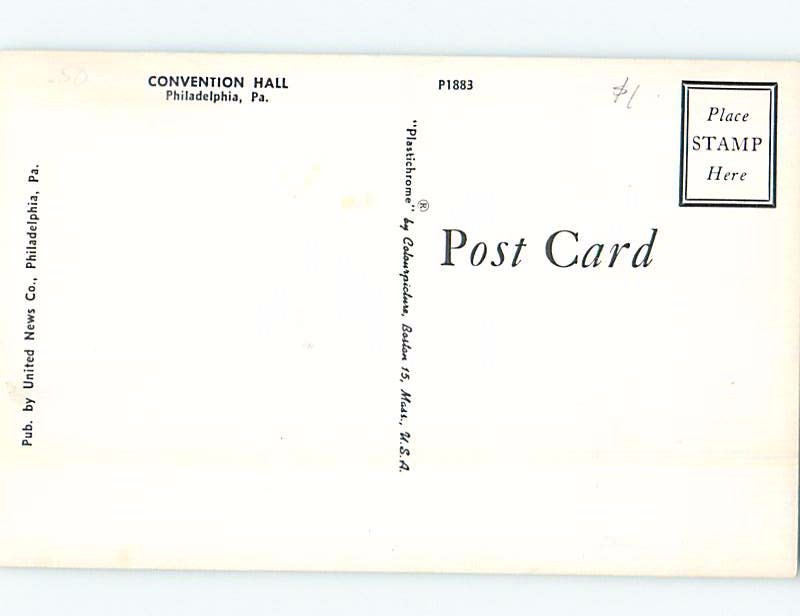 .50
CONVENTION HALL
Philadelphia, Pa.
P1883
$1
Place
STAMP
Here
Pub. by United News Co., Philadelphia, Pa.
"Plastichrome"® by Colourpicture, Boston 15, Mass., U.S.A.
Post Card